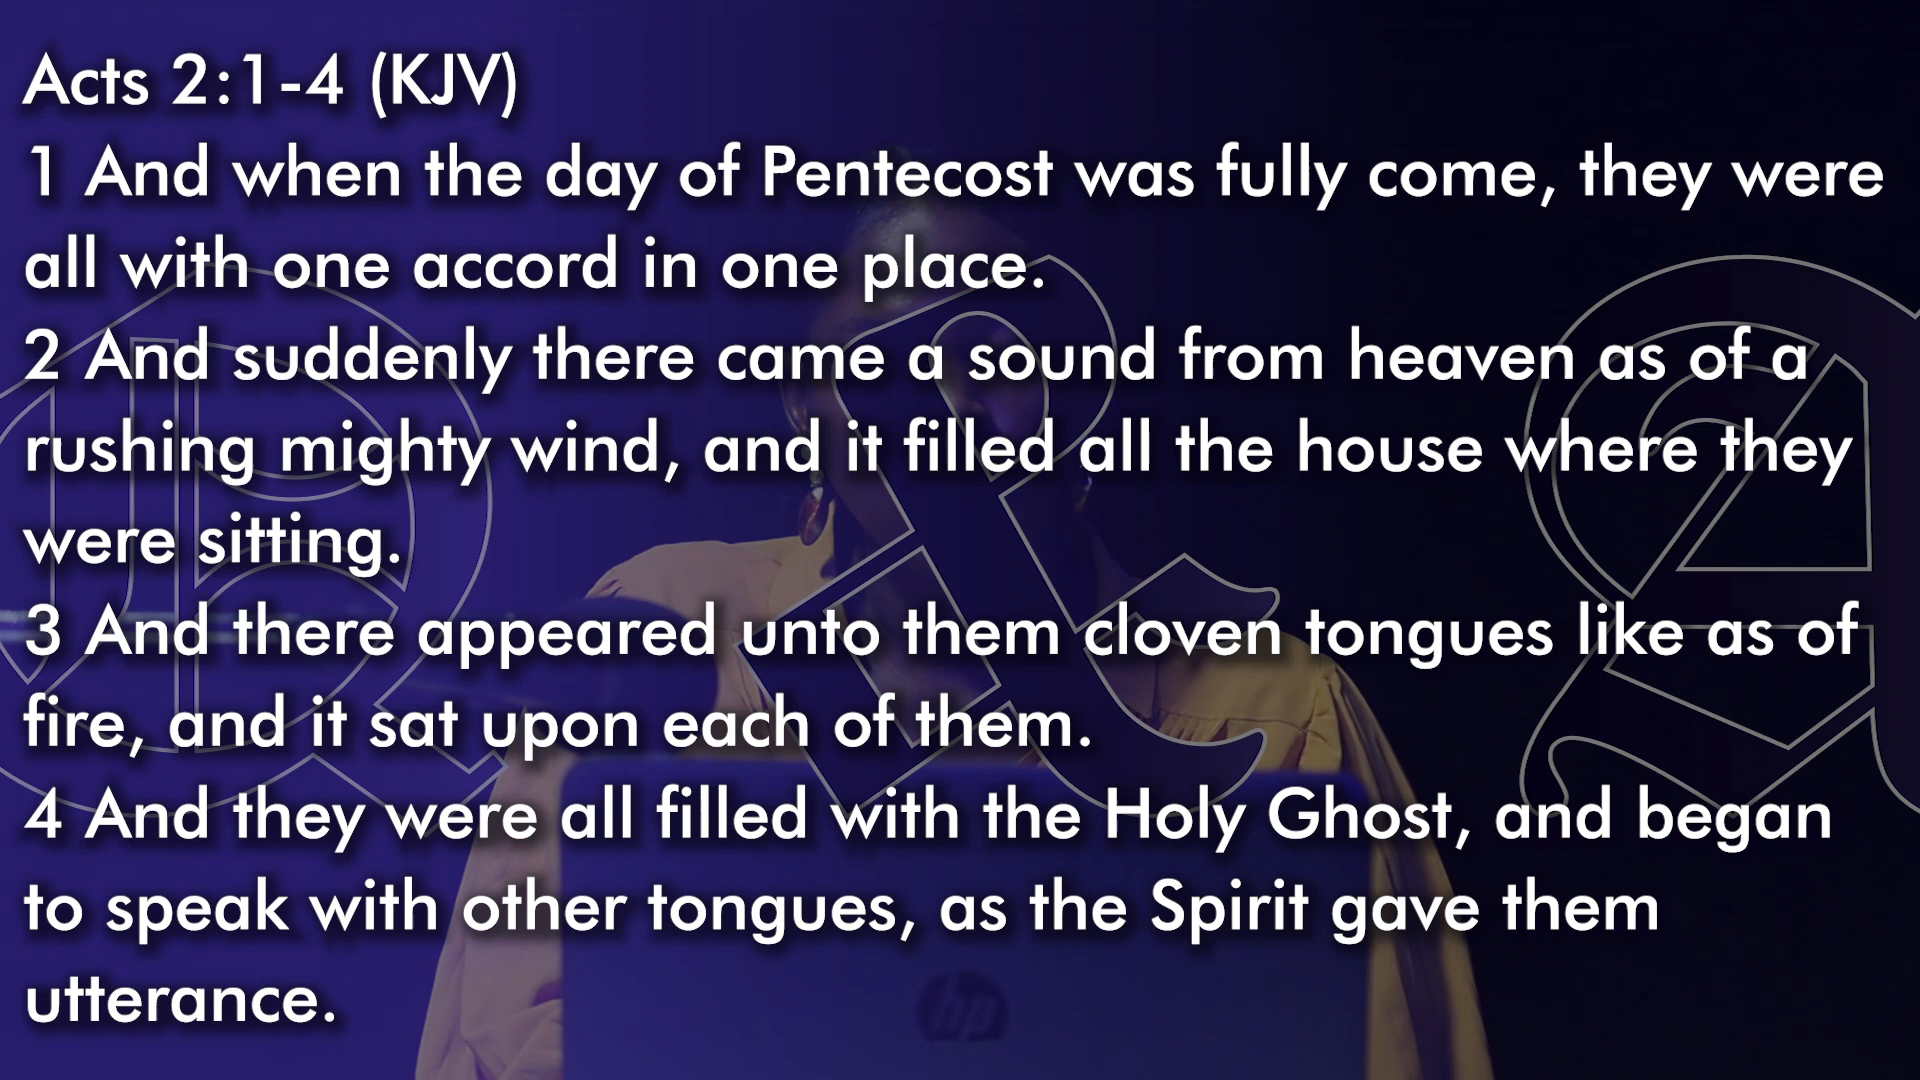 Acts 2:1-4 (KJV)
1 And when the day of Pentecost was fully come, they were
all with one accord in one place.
2 And suddenly there came a sound from heaven as of a
rushing mighty wind, and it filled all the house where they
were sitting.
3 And there appeared unto them cloven tongues like as of
fire, and it sat upon each of them.
4 And they were all filled with the Holy Ghost, and began
to speak with other tongues, as the Spirit gave them
utterance.
Q & A
hp